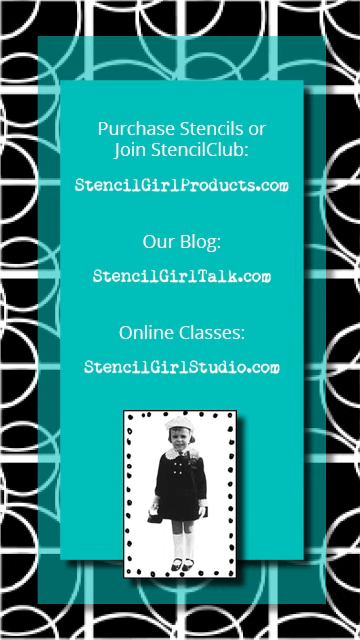 Purchase Stencils or
Join StencilClub:
StencilGirlProducts.com
Our Blog:
StencilGirlTalk.com
Online Classes:
StencilGirlStudio.com